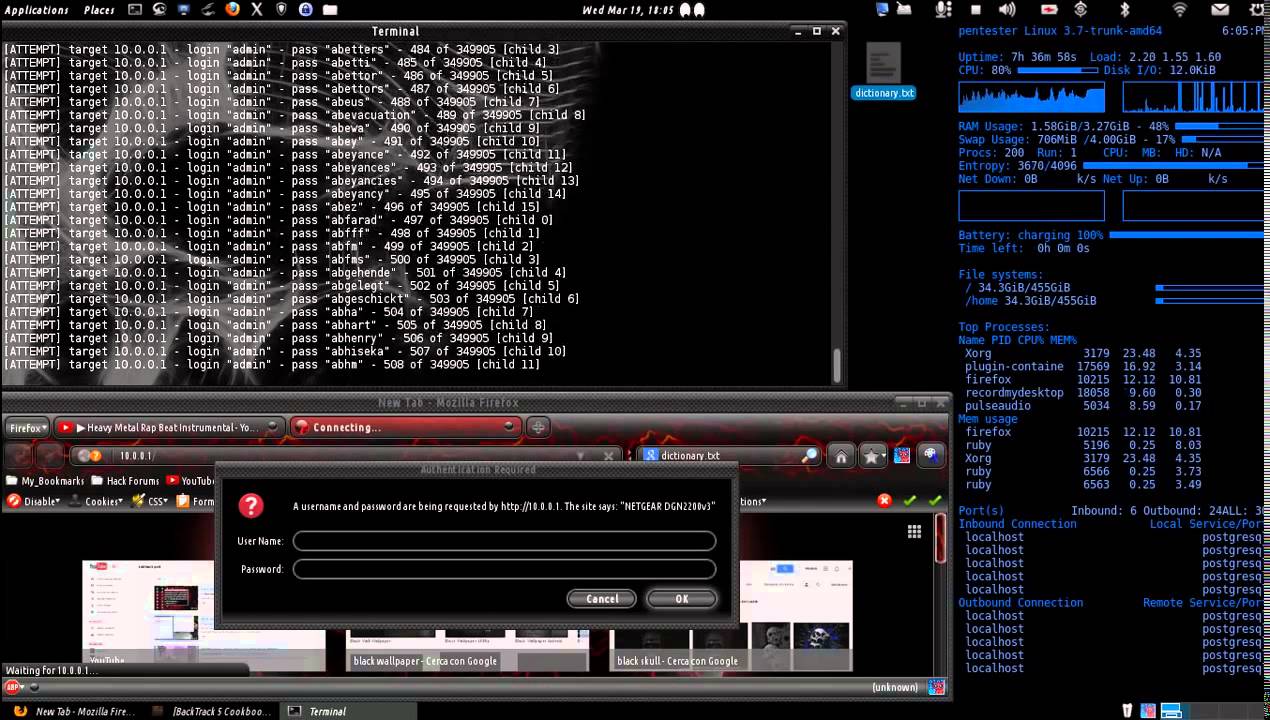 Applications Places
Wed Mar 19, 18:05
Terminal
[ATTEMPT] target 10.0.0.1 - login "admin" - pass "abetters" - 484 of 349905 [child 3]
[ATTEMPT] target 10.0.0.1 - login "admin" - pass "abetti" - 485 of 349905 [child 4]
[ATTEMPT] target 10.0.0.1 - login "admin" - pass "abettor" - 486 of 349905 [child 5]
[ATTEMPT] target 10.0.0.1 - login "admin" - pass "abettors" - 487 of 349905 [child 6]
[ATTEMPT] target 10.0.0.1 - login "admin" - pass "abeus" - 488 of 349905 [child 7]
[ATTEMPT] target 10.0.0.1 - login "admin" - pass "abevacuation" - 489 of 349905 [child 8]
[ATTEMPT] target 10.0.0.1 - login "admin" - pass "abewa" - 490 of 349905 [child 9]
[ATTEMPT] target 10.0.0.1 - login "admin" - pass "abey" - 491 of 349905 [child 10]
[ATTEMPT] target 10.0.0.1 - login "admin" - pass "abeyance" - 492 of 349905 [child 11]
[ATTEMPT] target 10.0.0.1 - login "admin" - pass "abeyances" - 493 of 349905 [child 12]
[ATTEMPT] target 10.0.0.1 - login "admin" - pass "abeyancies" - 494 of 349905 [child 13]
[ATTEMPT] target 10.0.0.1 - login "admin" - pass "abeyancy" - 495 of 349905 [child 14]
[ATTEMPT] target 10.0.0.1 - login "admin" - pass "abez" - 496 of 349905 [child 15]
[ATTEMPT] target 10.0.0.1 - login "admin" - pass "abfarad" - 497 of 349905 [child 0]
[ATTEMPT] target 10.0.0.1 - login "admin" - pass "abfff" - 498 of 349905 [child 1]
[ATTEMPT] target 10.0.0.1 - login "admin" - pass "abfm" - 499 of 349905 [child 2]
[ATTEMPT] target 10.0.0.1 - login "admin" - pass "abfms" - 500 of 349905 [child 3]
[ATTEMPT] target 10.0.0.1 - login "admin" - pass "abgehende" - 501 of 349905 [child 4]
[ATTEMPT] target 10.0.0.1 - login "admin" - pass "abgelegt" - 502 of 349905 [child 5]
[ATTEMPT] target 10.0.0.1 - login "admin" - pass "abgeschickt" - 503 of 349905 [child 6]
[ATTEMPT] target 10.0.0.1 - login "admin" - pass "abha" - 504 of 349905 [child 7]
[ATTEMPT] target 10.0.0.1 - login "admin" - pass "abhart" - 505 of 349905 [child 8]
[ATTEMPT] target 10.0.0.1 - login "admin" - pass "abhenry" - 506 of 349905 [child 9]
[ATTEMPT] target 10.0.0.1 - login "admin" - pass "abhiseka" - 507 of 349905 [child 10]
[ATTEMPT] target 10.0.0.1 - login "admin" - pass "abhm" - 508 of 349905 [child 11]
dictionary.txt
pentester Linux 3.7-trunk-amd64 6:05:PM
Uptime: 7h 36m 58s Load: 2.20 1.55 1.60
CPU: 80% Disk I/O: 12.0KiB
RAM Usage: 1.58GiB/3.27GiB - 48%
Swap Usage: 706MiB /4.00GiB - 17%
Procs: 200 Run: 1 CPU: MB: HD: N/A
Entropy: 3670/4096
Net Down: 0B k/s Net Up: 0B k/s
Battery: charging 100%
Time left: 0h 0m 0s
File systems:
/ 34.3GiB/455GiB
/home 34.3GiB/455GiB
Top Processes:
Name PID CPU% MEM%
Xorg 3179 23.48 4.35
plugin-containe 17569 16.92 3.14
firefox 10215 12.12 10.81
recordmydesktop 18058 9.60 0.30
pulseaudio 5034 8.59 0.17
Mem usage
firefox 10215 12.12 10.81
ruby 5196 0.25 8.03
Xorg 3179 23.48 4.35
ruby 6566 0.25 3.73
ruby 6563 0.25 3.49
Port(s) Inbound: 6 Outbound: 24ALL: 30
Inbound Connection Local Service/Por
localhost postgresq
localhost postgresq
localhost postgresq
localhost postgresq
localhost postgresq
Outbound Connection Remote Service/Por
localhost postgresq
localhost postgresq
localhost postgresq
localhost postgresq
localhost postgresq
New Tab - Mozilla Firefox
Firefox ▶ Heavy Metal Rap Beat Instrumental - Yo... Connecting...
10.0.0.1/ dictionary.txt
My_Bookmarks Hack Forums YouTube
Disable Cookies CSS Form
Authentication Required
A username and password are being requested by http://10.0.0.1. The site says: "NETGEAR DGN2200v3"
User Name:
Password:
Cancel OK
YouTube
black wallpaper - Cerca con Google
black skull - Cerca con Google
Waiting for 10.0.0.1...
ABP (unknown)
New Tab - Mozilla Fire... [BackTrack 5 Cookboo... Terminal